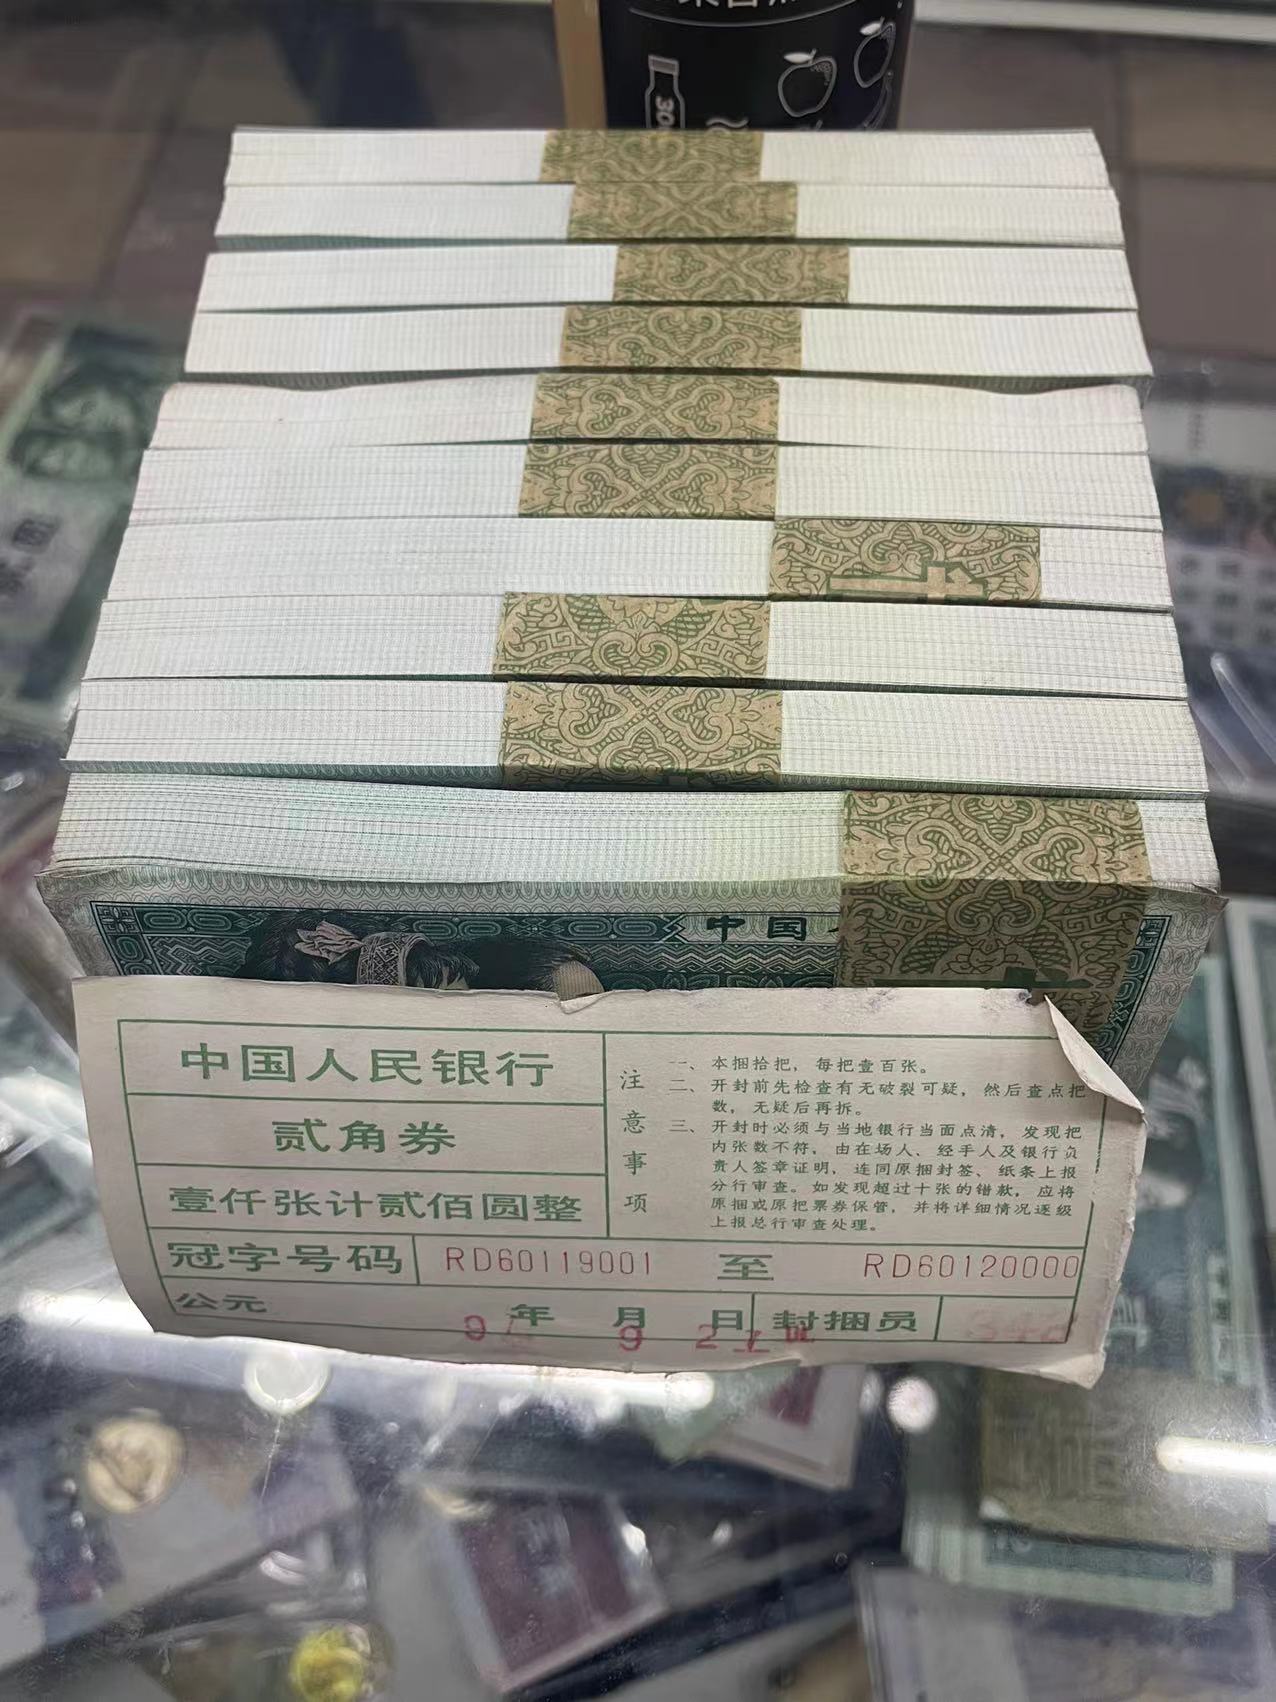 30
中国
中国人民银行
贰角券
壹仟张计贰佰圆整
注意事项
一、本捆拾把，每把壹百张。
二、开封前先检查有无破裂可疑，然后查点把
数，无疑后再拆。
三、开封时必须与当地银行当面点清，发现把
内张数不符，由在场人、经手人及银行负
责人签章证明，连同原捆封签、纸条上报
分行审查。如发现超过十张的错款，应将
原捆或原把票券保管，并将详细情况逐级
上报总行审查处理。
冠字号码 RD60119001 至 RD60120000
公元 年 月 日 封捆员
9 9 2